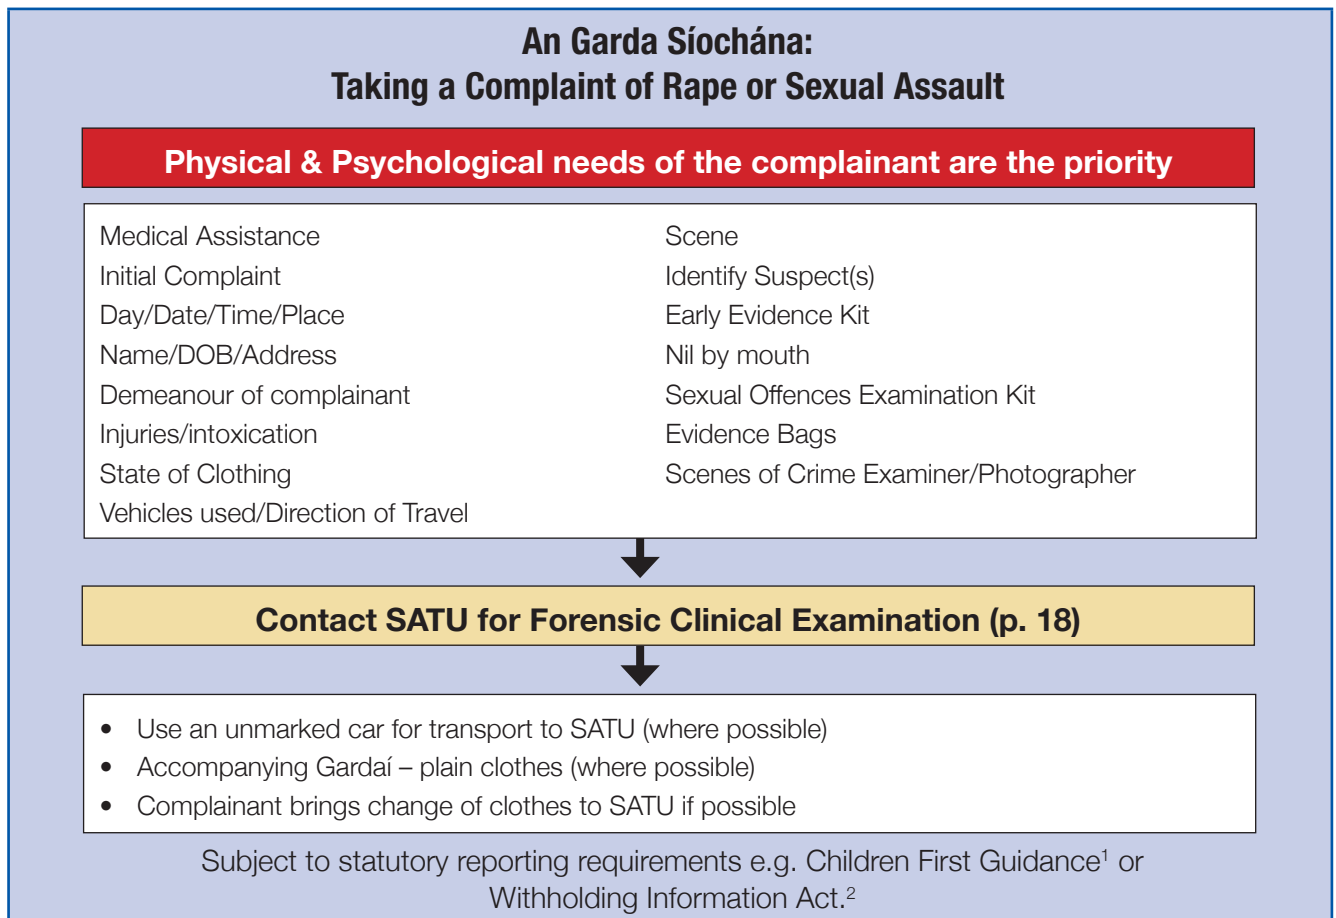 An Garda Síochána:
Taking a Complaint of Rape or Sexual Assault
Physical & Psychological needs of the complainant are the priority
Medical Assistance
Initial Complaint
Day/Date/Time/Place
Name/DOB/Address
Demeanour of complainant
Injuries/intoxication
State of Clothing
Vehicles used/Direction of Travel
Scene
Identify Suspect(s)
Early Evidence Kit
Nil by mouth
Sexual Offences Examination Kit
Evidence Bags
Scenes of Crime Examiner/Photographer
Contact SATU for Forensic Clinical Examination (p. 18)
• Use an unmarked car for transport to SATU (where possible)
• Accompanying Gardaí – plain clothes (where possible)
• Complainant brings change of clothes to SATU if possible
Subject to statutory reporting requirements e.g. Children First Guidance¹ or
Withholding Information Act.²